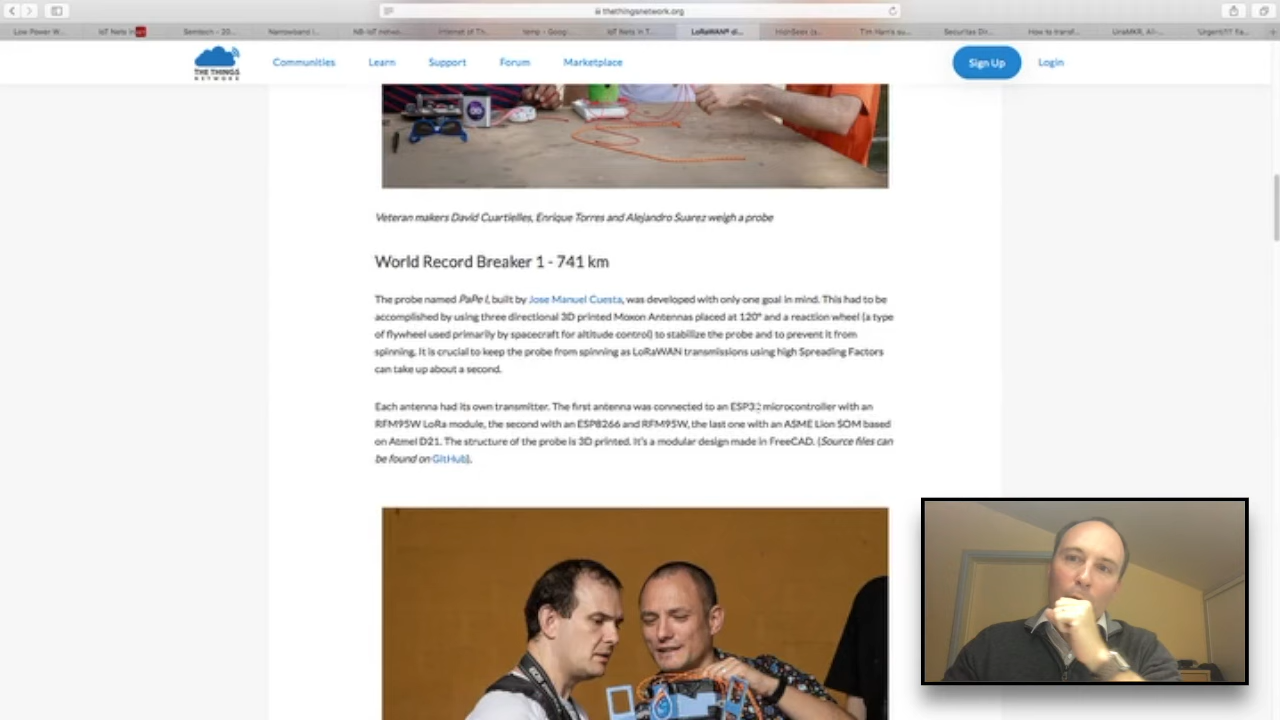 thethingsnetwork.org
Low Power W... IoT Nets in Semtech - 20... Narrowband I... NB-IoT netwo... Internet of Th... temp - Goog... IoT Nets in T... LoRaWAN® di... HighSeek (a... Tim Harris au... Securitas Div... How to transf... Urgent!!!
THE THINGS
NETWORK
Communities Learn Support Forum Marketplace Sign Up Login
Veteran makers David Cuartielles, Enrique Torres and Alejandro Suarez weigh a probe
World Record Breaker 1 - 741 km
The probe named PaPe I, built by Jose Manuel Cuesta, was developed with only one goal in mind. This had to be
accomplished by using three directional 3D printed Moxon Antennas placed at 120° and a reaction wheel (a type
of flywheel used primarily by spacecraft for altitude control) to stabilize the probe and to prevent it from
spinning. It is crucial to keep the probe from spinning as LoRaWAN transmissions using high Spreading Factors
can take up about a second.
Each antenna had its own transmitter. The first antenna was connected to an ESP32 microcontroller with an
RFM95W LoRa module, the second with an ESP8266 and RFM95W, the last one with an ASME Lion SOM based
on Atmel D21. The structure of the probe is 3D printed. It's a modular design made in FreeCAD. (Source files can
be found on GitHub).